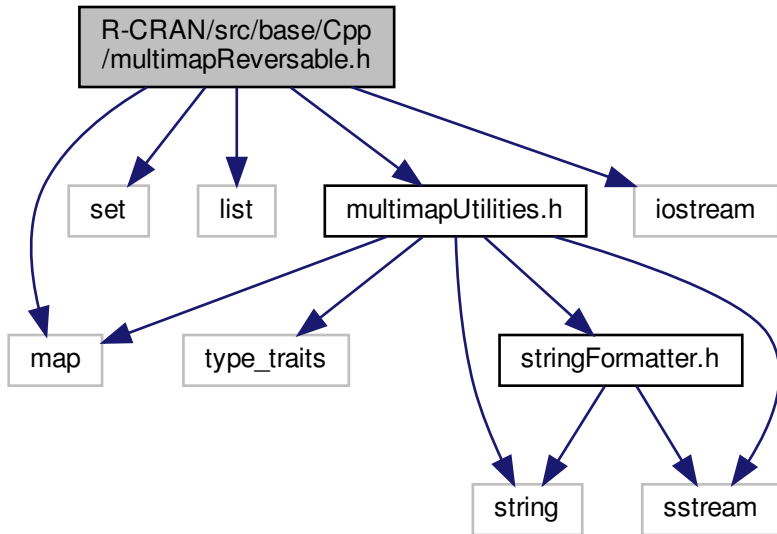 R-CRAN/src/base/Cpp
/multimapReversable.h
set
list
multimapUtilities.h
iostream
map
type_traits
stringFormatter.h
string
sstream